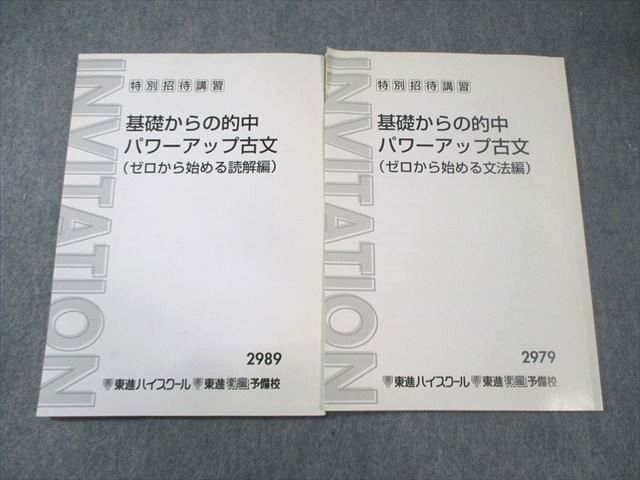 INVITATION
特別招待講習
基礎からの的中
パワーアップ古文
(ゼロから始める読解編)
2989
東進ハイスクール 東進衛星予備校
INVITATION
特別招待講習
基礎からの的中
パワーアップ古文
(ゼロから始める文法編)
2979
東進ハイスクール 東進衛星予備校